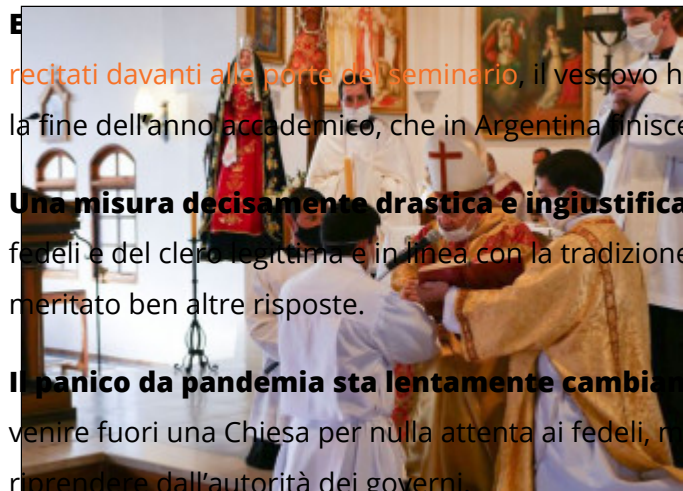 recitati davanti alle porte del seminario, il vescovo h
la fine dell'anno accademico, che in Argentina finisce
Una misura decisamente drastica e ingiustifica
fedeli e del clero legittima e in linea con la tradizione
meritato ben altre risposte.
Il panico da pandemia sta lentamente cambian
venire fuori una Chiesa per nulla attenta ai fedeli, m
riprendere dall'autorità dei governi.